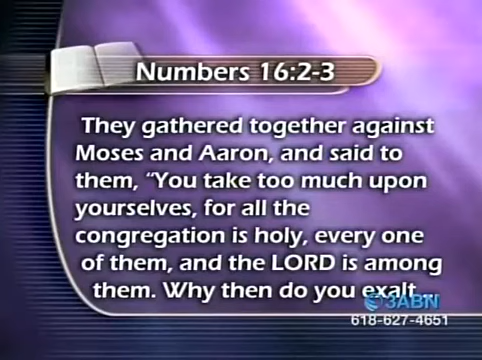 Numbers 16:2-3
They gathered together against
Moses and Aaron, and said to
them, “You take too much upon
yourselves, for all the
congregation is holy, every one
of them, and the LORD is among
them. Why then do you exalt...
3ABN
618-627-4651